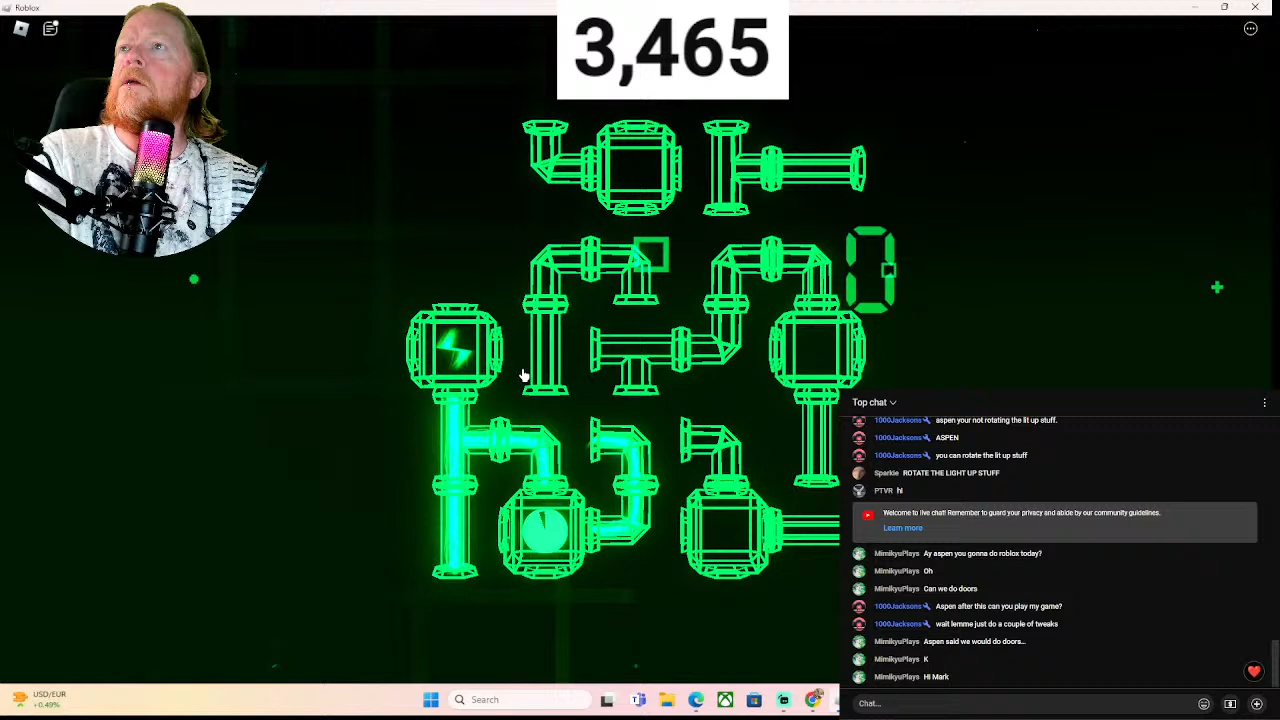 Roblox
3,465
0
Top chat
1000Jacksons aspen your not rotating the lit up stuff.
1000Jacksons ASPEN
1000Jacksons you can rotate the lit up stuff
Sparkie ROTATE THE LIGHT UP STUFF
PTVR hi
Welcome to live chat! Remember to guard your privacy and abide by our community guidelines.
Learn more
MimikyuPlays Ay aspen you gonna do roblox today?
MimikyuPlays Oh
MimikyuPlays Can we do doors
1000Jacksons Aspen after this can you play my game?
1000Jacksons wait lemme just do a couple of tweaks
MimikyuPlays Aspen said we would do doors...
MimikyuPlays K
MimikyuPlays Hi Mark
Chat...
USD/EUR
+0.49%
Search